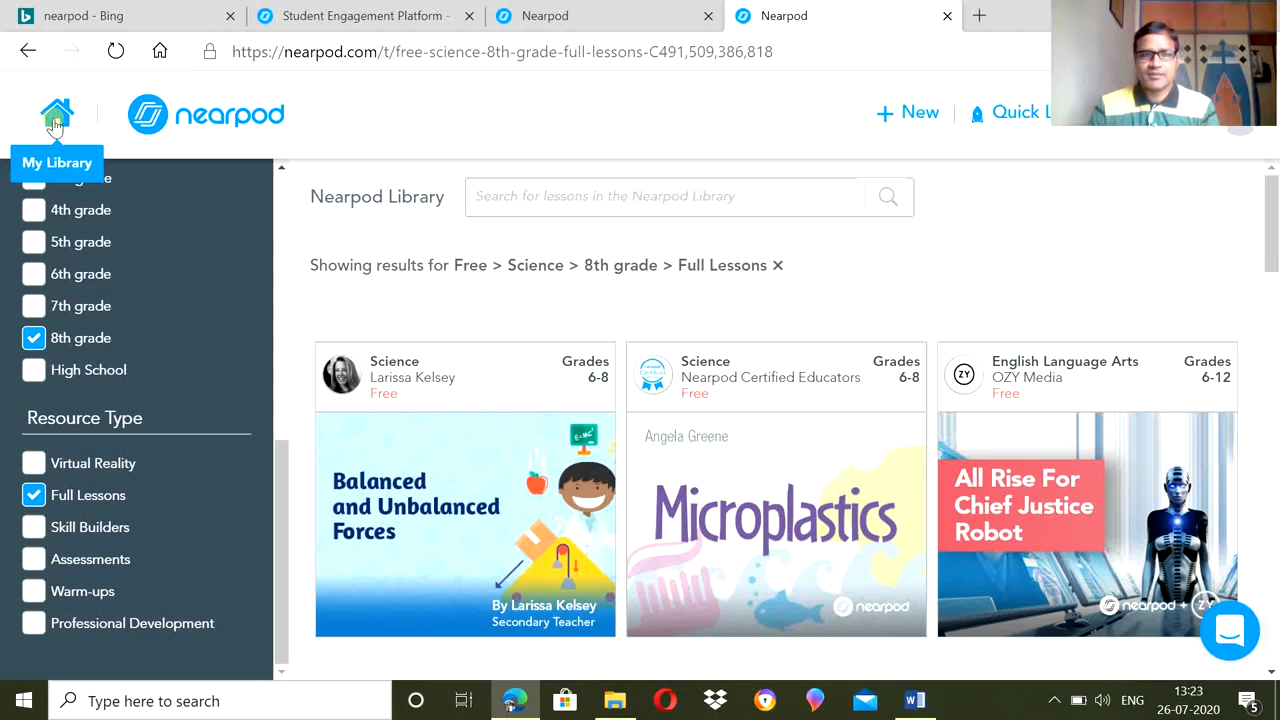 nearpod - Bing
Student Engagement Platform -
Nearpod
Nearpod
https://nearpod.com/t/free-science-8th-grade-full-lessons-C491,509,386,818
nearpod
New
Quick L
My Library
4th grade
5th grade
6th grade
7th grade
8th grade
High School
Resource Type
Virtual Reality
Full Lessons
Skill Builders
Assessments
Warm-ups
Professional Development
Nearpod Library
Search for lessons in the Nearpod Library
Showing results for Free > Science > 8th grade > Full Lessons ×
Science
Grades
Larissa Kelsey
6-8
Free
E=MC²
Balanced
and Unbalanced
Forces
By Larissa Kelsey
Secondary Teacher
Science
Grades
Nearpod Certified Educators
6-8
Free
Angela Greene
Microplastics
nearpod
English Language Arts
Grades
OZY Media
6-12
Free
OZY
All Rise For
Chief Justice
Robot
nearpod +
Type here to search
ENG
13:23
26-07-2020
5